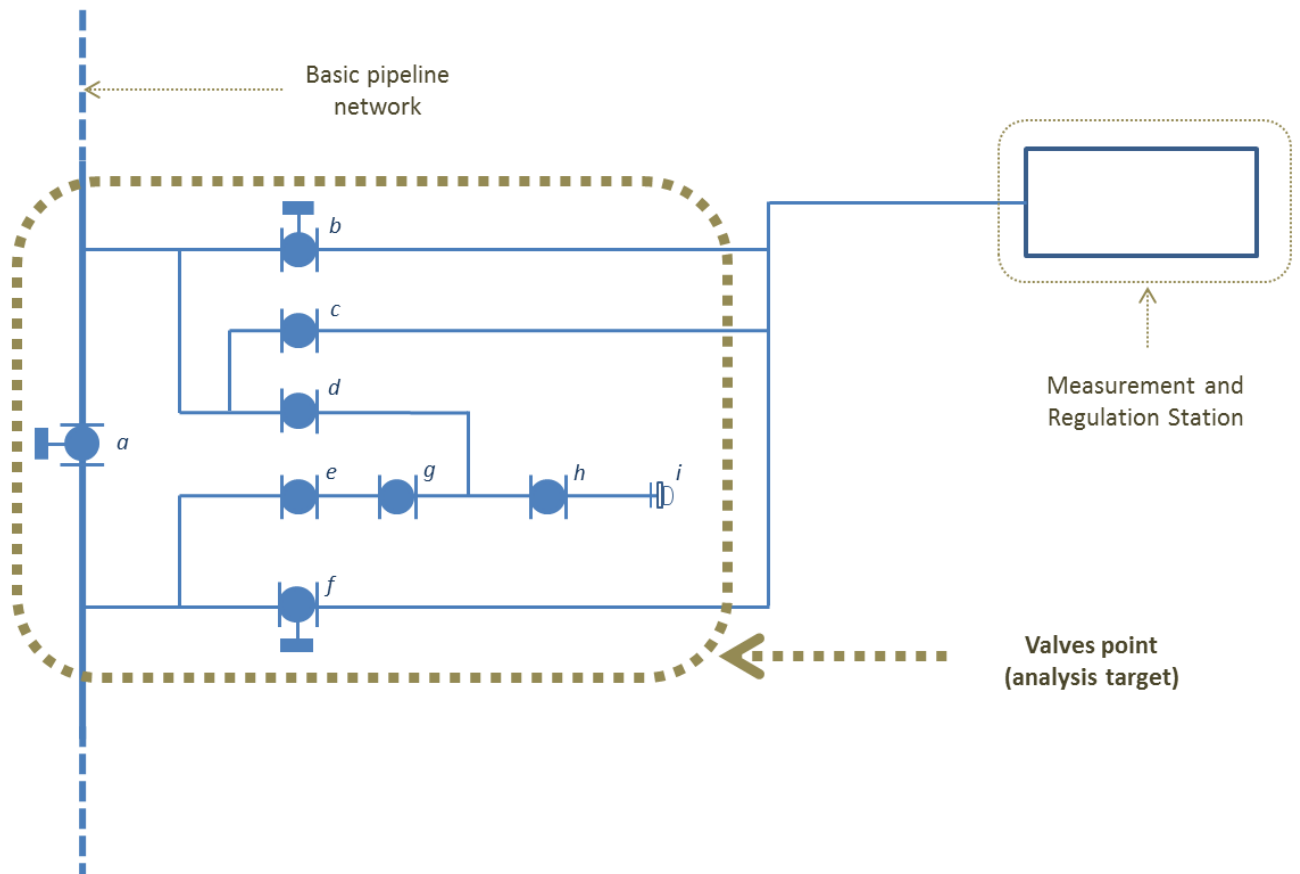 Basic pipeline
network
b
c
d
a
e
g
h
i
f
Measurement and
Regulation Station
Valves point
(analysis target)